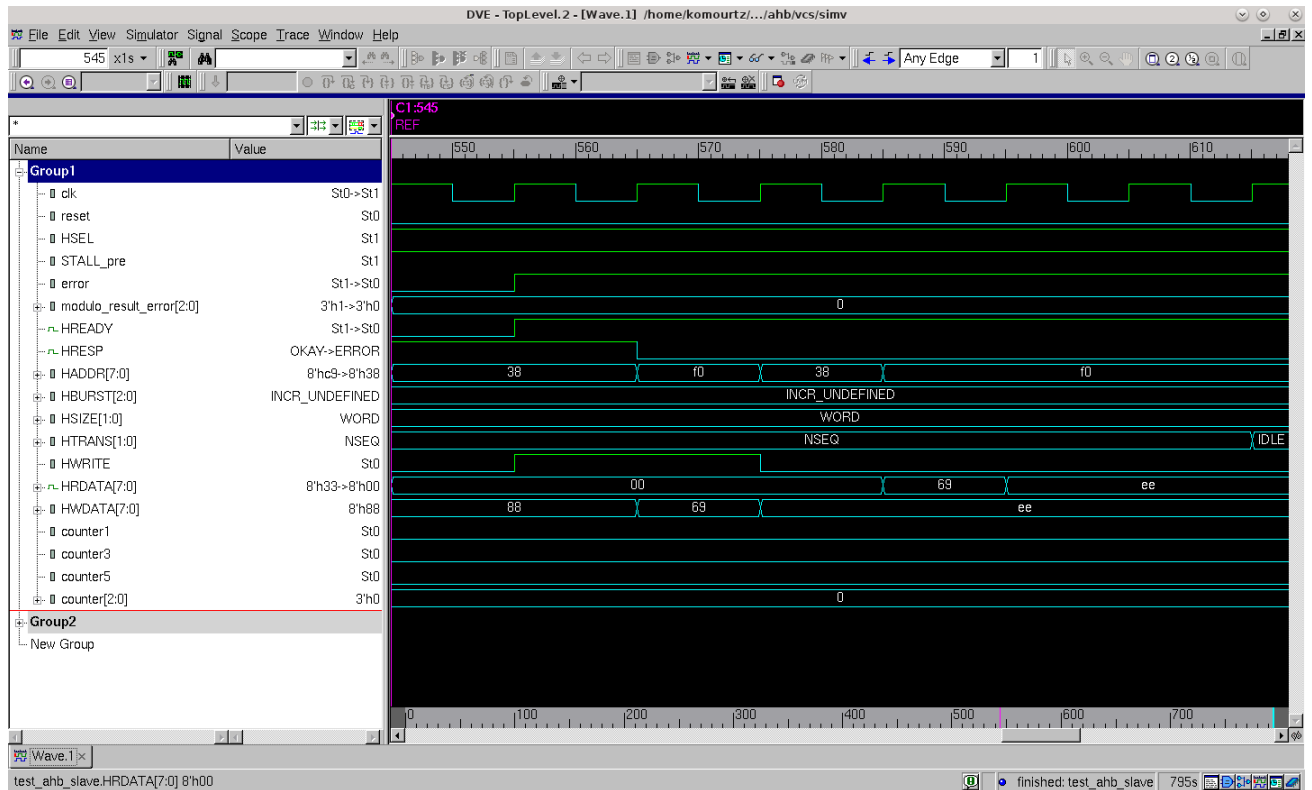 DVE - TopLevel.2 - [Wave.1] /home/komourtz/.../ahb/vcs/simv
File Edit View Simulator Signal Scope Trace Window Help
545 x1s Any Edge 1
C1:545
* REF
Name Value 550 560 570 580 590 600 610
Group1
clk St0->St1
reset St0
HSEL St1
STALL_pre St1
error St1->St0
modulo_result_error[2:0] 3'h1->3'h0 0
HREADY St1->St0
HRESP OKAY->ERROR
HADDR[7:0] 8'hc9->8'h38 38 f0 38 f0
HBURST[2:0] INCR_UNDEFINED INCR_UNDEFINED
HSIZE[1:0] WORD WORD
HTRANS[1:0] NSEQ NSEQ IDLE
HWRITE St0
HRDATA[7:0] 8'h33->8'h00 00 69 ee
HWDATA[7:0] 8'h88 88 69 ee
counter1 St0
counter3 St0
counter5 St0
counter[2:0] 3'h0 0
Group2
New Group
0 100 200 300 400 500 600 700
Wave.1
test_ahb_slave.HRDATA[7:0] 8'h00 finished: test_ahb_slave 795s